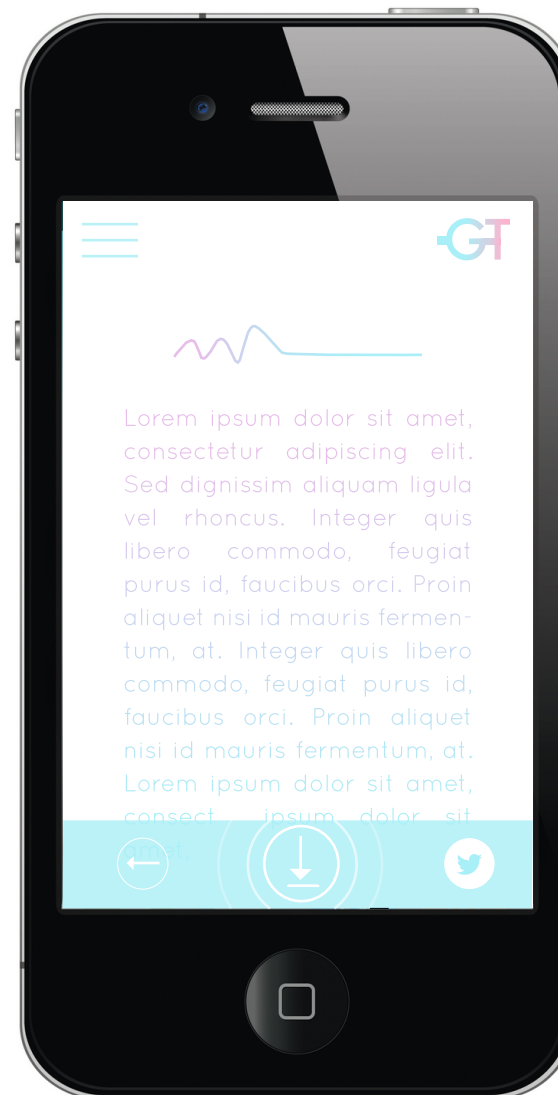 GT
Lorem ipsum dolor sit amet,
consectetur adipiscing elit.
Sed dignissim aliquam ligula
vel rhoncus. Integer quis
libero commodo, feugiat
purus id, faucibus orci. Proin
aliquet nisi id mauris fermen-
tum, at. Integer quis libero
commodo, feugiat purus id,
faucibus orci. Proin aliquet
nisi id mauris fermentum, at.
Lorem ipsum dolor sit amet,
consect ipsum dolor sit
amet,